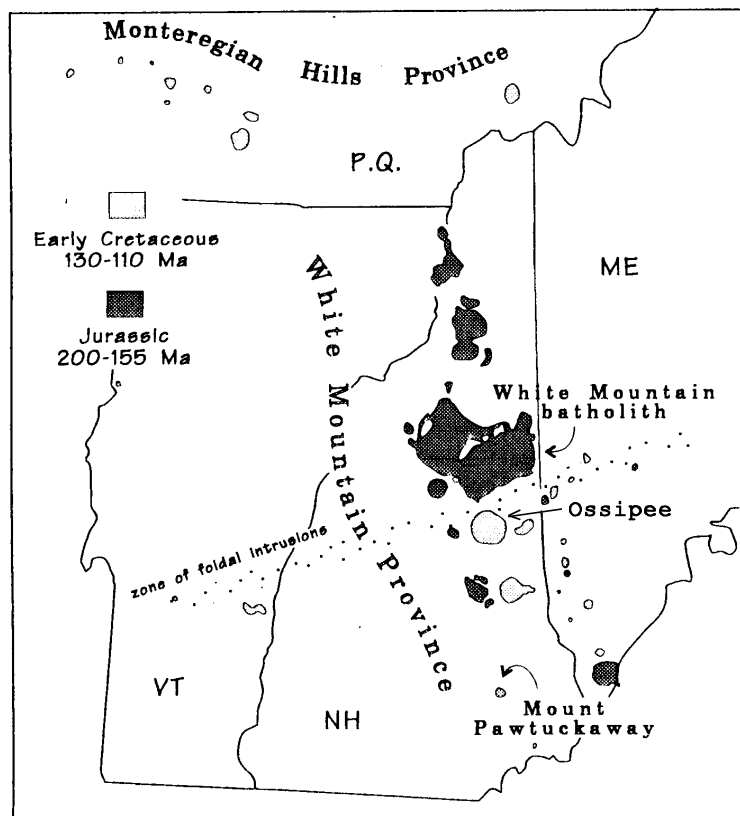 Monteregian Hills Province
P.Q.
Early Cretaceous
130-110 Ma
ME
Jurassic
200-155 Ma
White Mountain Province
White Mountain
batholith
Ossipee
zone of foidal intrusions
VT
NH
Mount
Pawtuckaway